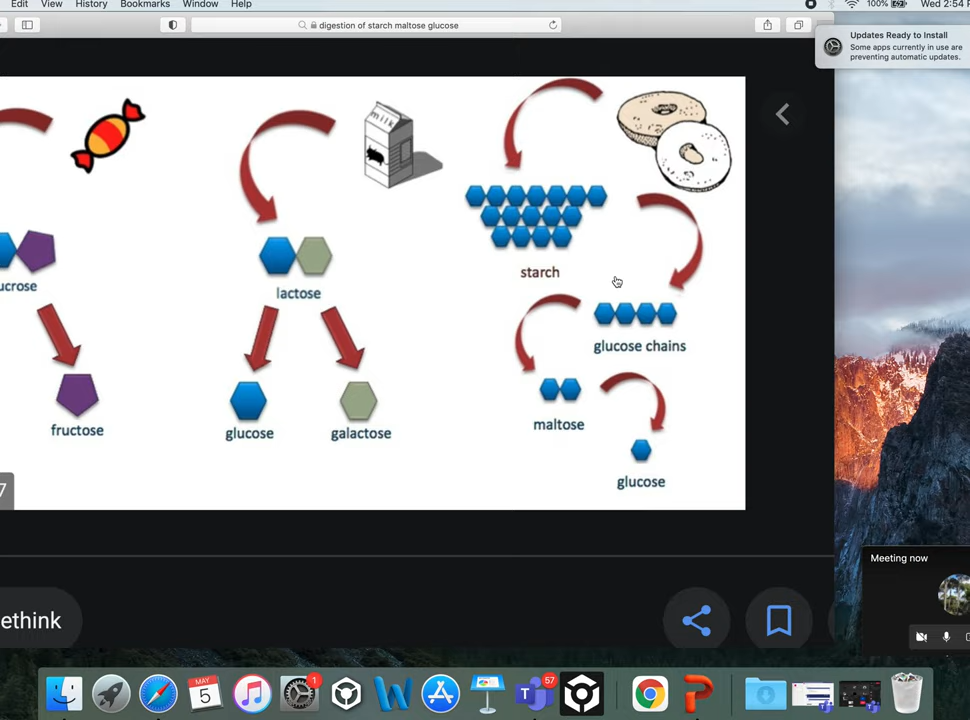 Edit View History Bookmarks Window Help
100%
Wed 2:54 P
digestion of starch maltose glucose
Updates Ready to Install
Some apps currently in use are
preventing automatic updates.
milk
starch
ucrose
lactose
glucose chains
maltose
fructose
glucose
galactose
glucose
7
Meeting now
ethink
MAY
5
1
57